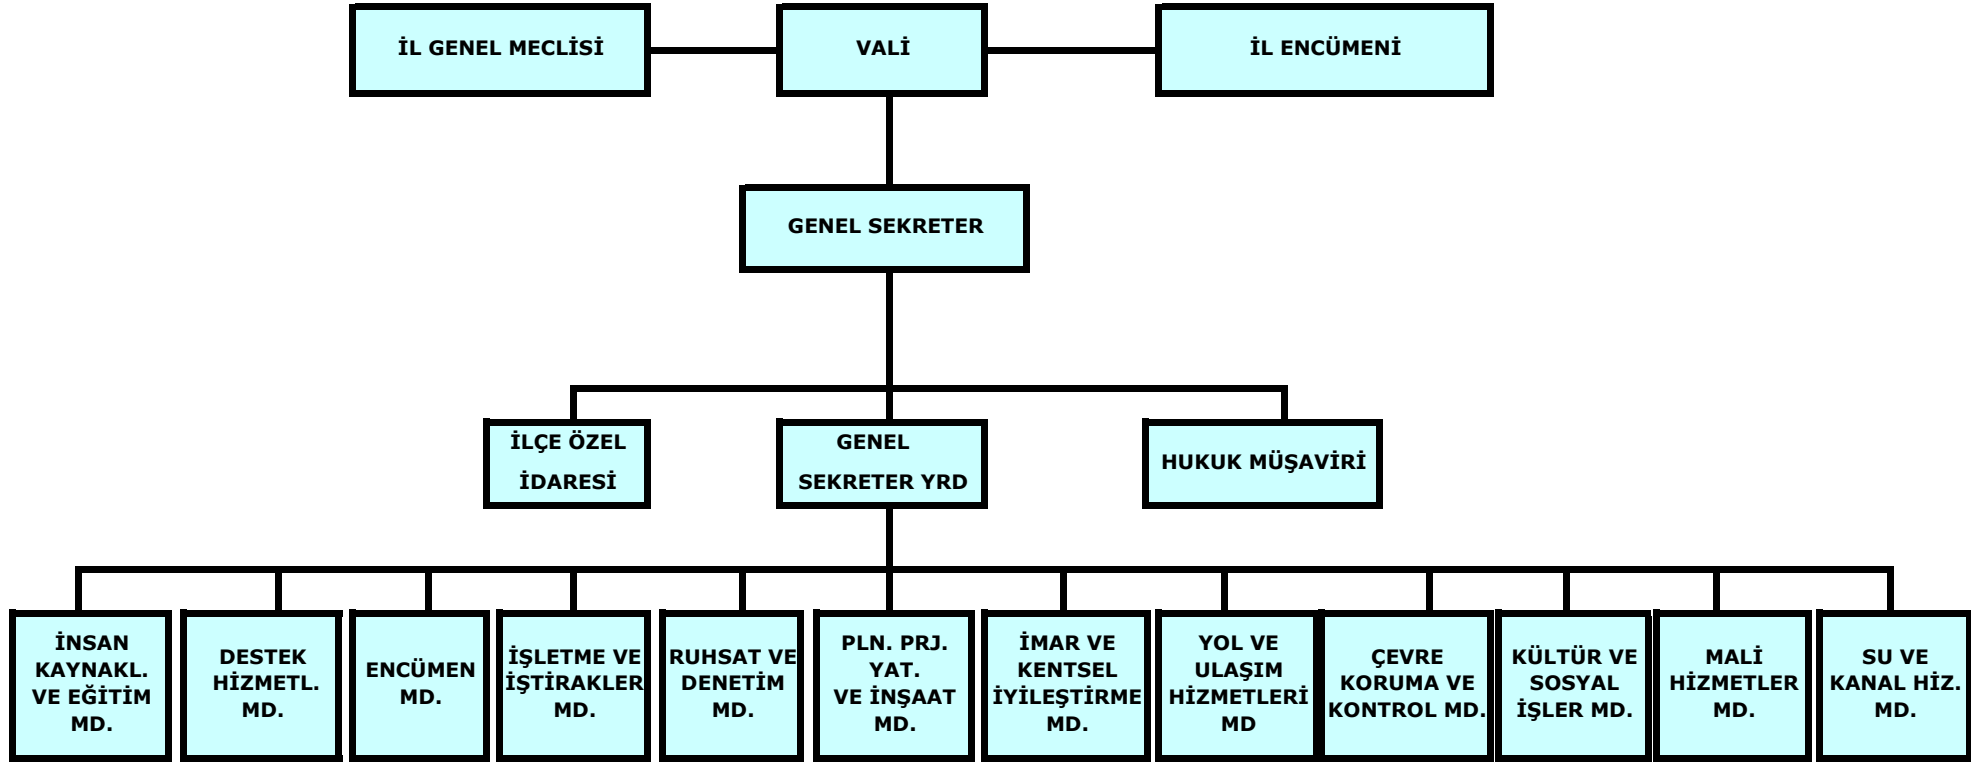 İL GENEL MECLİSİ
VALİ
İL ENCÜMENİ
GENEL SEKRETER
İLÇE ÖZEL
İDARESİ
GENEL
SEKRETER YRD
HUKUK MÜŞAVİRİ
İNSAN
KAYNAKL.
VE EĞİTİM
MD.
DESTEK
HİZMETL.
MD.
ENCÜMEN
MD.
İŞLETME VE
İŞTİRAKLER
MD.
RUHSAT VE
DENETİM
MD.
PLN. PRJ.
YAT.
VE İNŞAAT
MD.
İMAR VE
KENTSEL
İYİLEŞTİRME
MD.
YOL VE
ULAŞIM
HİZMETLERİ
MD
ÇEVRE
KORUMA VE
KONTROL MD.
KÜLTÜR VE
SOSYAL
İŞLER MD.
MALİ
HİZMETLER
MD.
SU VE
KANAL HİZ.
MD.